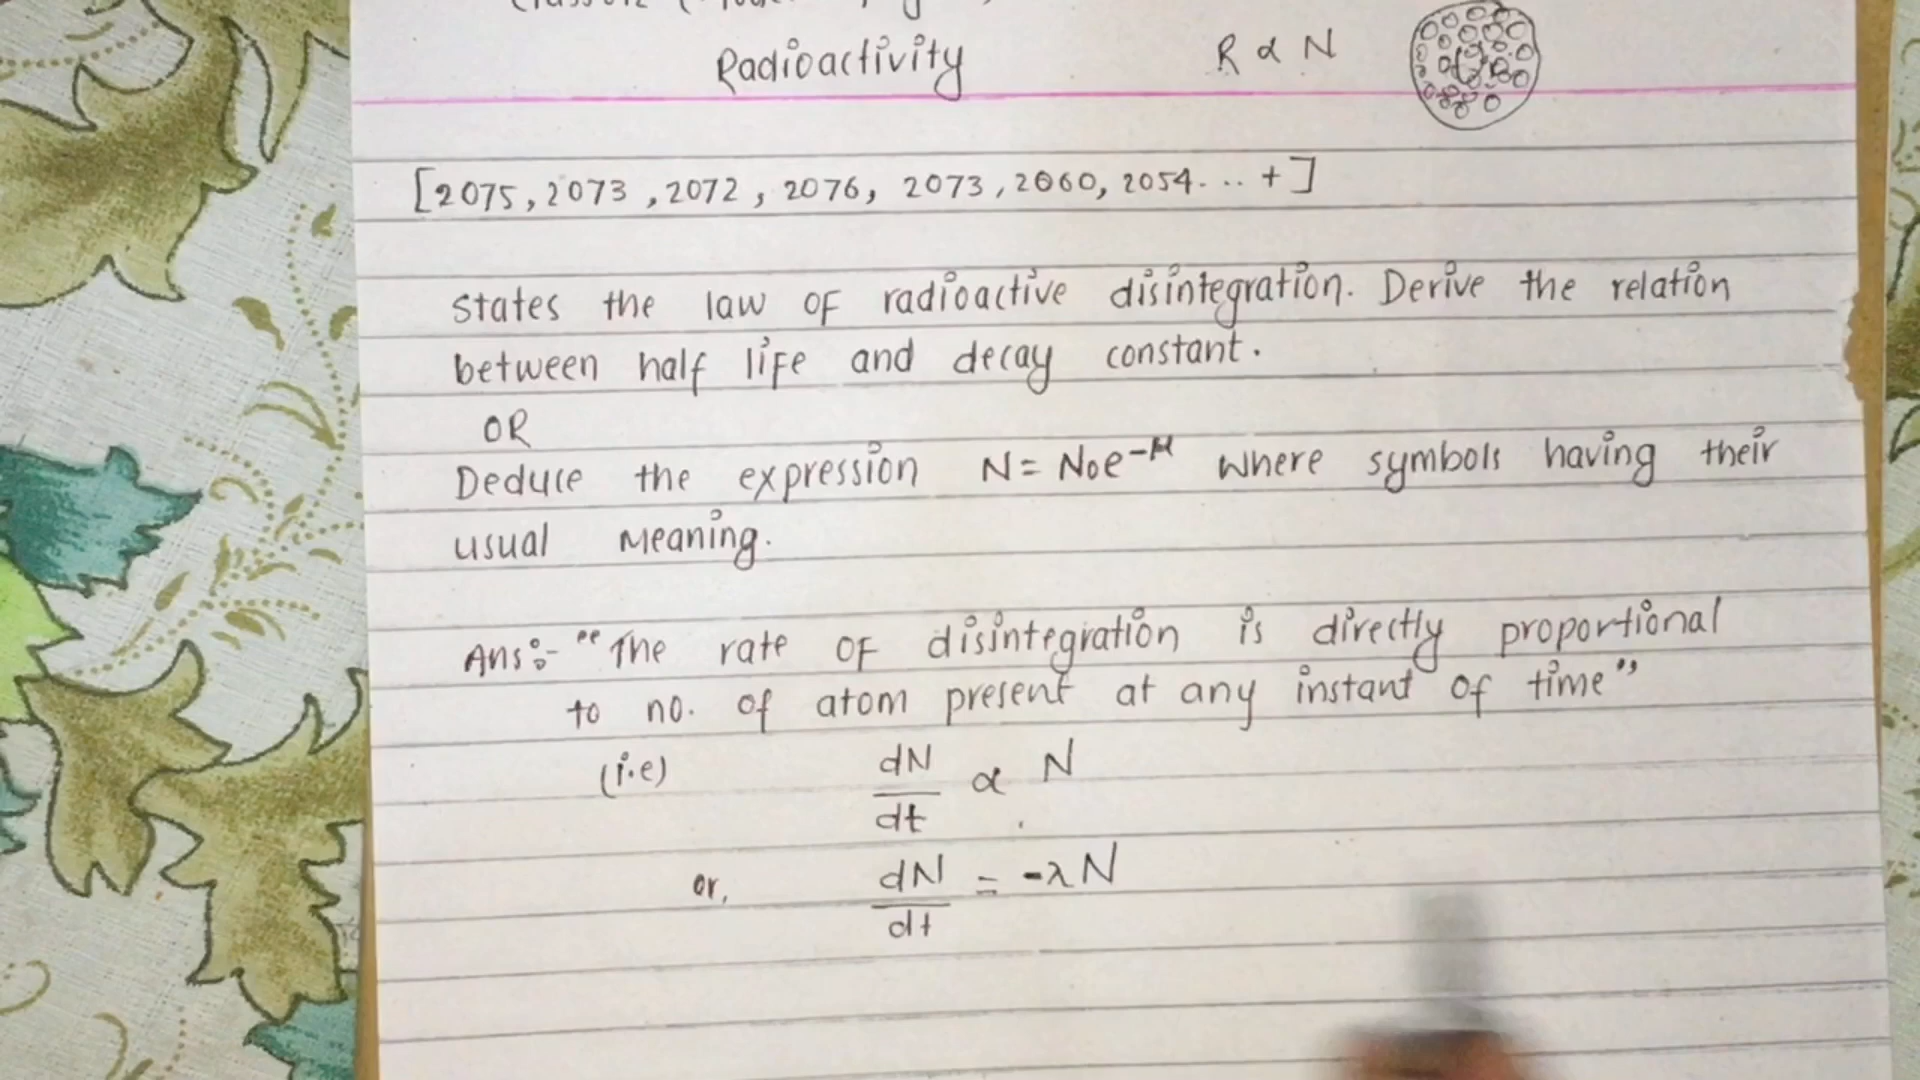 Radioactivity R α N
[2075, 2073, 2072, 2076, 2073, 2060, 2054. . . +]
states the law of radioactive disintegration. Derive the relation
between half life and decay constant.
OR
Deduce the expression N = N₀e^-λt where symbols having their
usual meaning.
Ans:- "The rate of disintegration is directly proportional
to no. of atom present at any instant of time"
(i.e) dN/dt α N
or, dN/dt = -λN